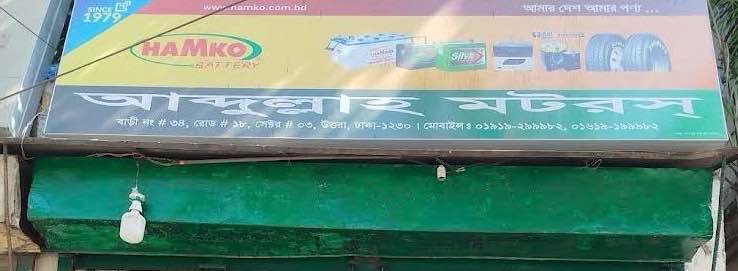 SINCE 1979
www.hamko.com.bd
আমার দেশ আমার পণ্য ...
HAMKO
BATTERY
আব্দুল্লাহ মটরস্
বাড়ী নং # ৩৪, রোড # ১৮, সেক্টর # ০৩, উত্তরা, ঢাকা-১২৩০ । মোবাইল ঃ ০১৯১৯-২৯৯৯৮২, ০১৬১৯-১৯৯৯৮২